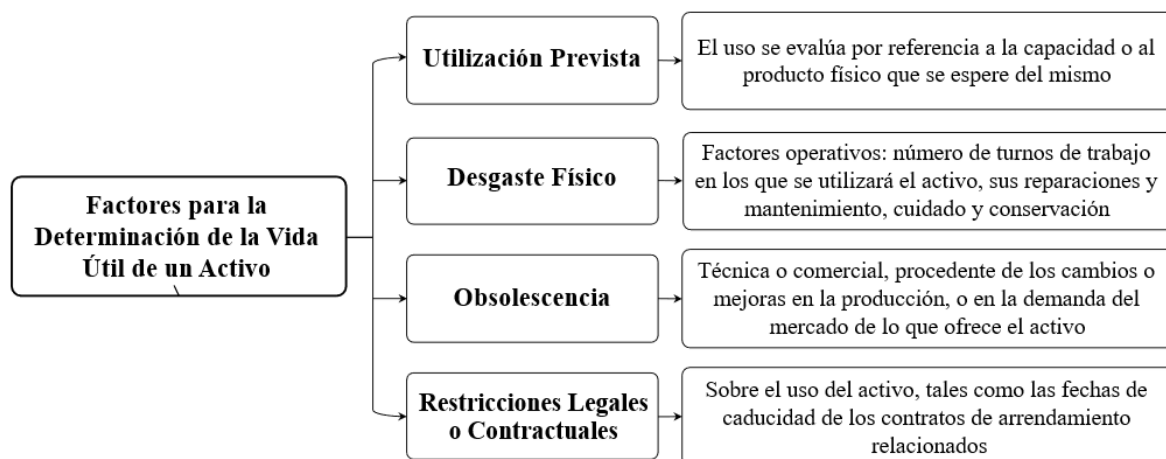 Factores para la
Determinación de la Vida
Útil de un Activo
Utilización Prevista
El uso se evalúa por referencia a la capacidad o al
producto físico que se espere del mismo
Desgaste Físico
Factores operativos: número de turnos de trabajo
en los que se utilizará el activo, sus reparaciones y
mantenimiento, cuidado y conservación
Obsolescencia
Técnica o comercial, procedente de los cambios o
mejoras en la producción, o en la demanda del
mercado de lo que ofrece el activo
Restricciones Legales
o Contractuales
Sobre el uso del activo, tales como las fechas de
caducidad de los contratos de arrendamiento
relacionados